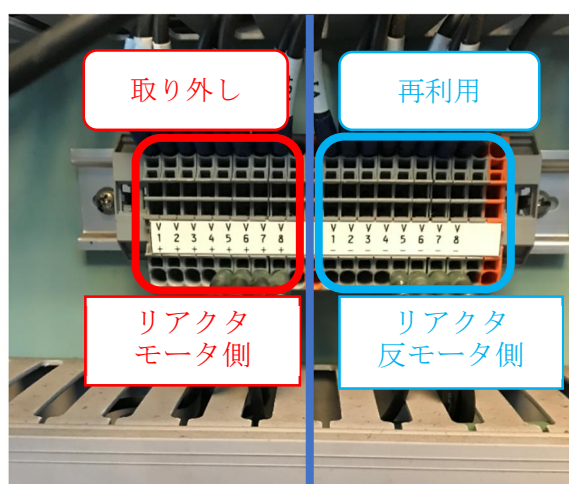 取り外し
再利用
V V V V V V V V
1 2 3 4 5 6 7 8
+ + + + + + + +
V V V V V V V V
1 2 3 4 5 6 7 8
− − − − − − − −
リアクタ
モータ側
リアクタ
反モータ側